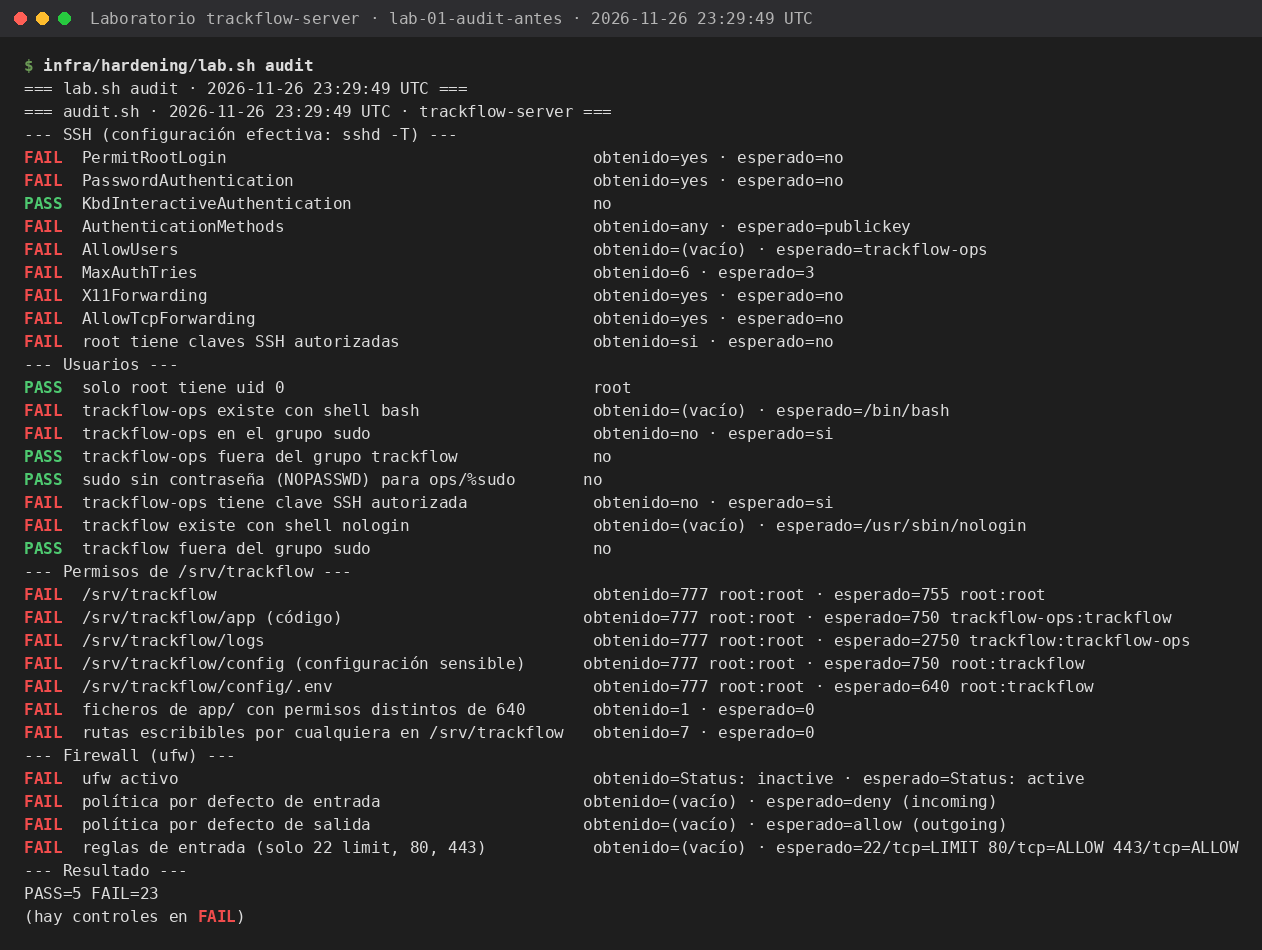 Laboratorio trackflow-server · lab-01-audit-antes · 2026-11-26 23:29:49 UTC
$ infra/hardening/lab.sh audit
=== lab.sh audit · 2026-11-26 23:29:49 UTC ===
=== audit.sh · 2026-11-26 23:29:49 UTC · trackflow-server ===
--- SSH (configuración efectiva: sshd -T) ---
FAIL  PermitRootLogin                                      obtenido=yes · esperado=no
FAIL  PasswordAuthentication                               obtenido=yes · esperado=no
PASS  KbdInteractiveAuthentication                         no
FAIL  AuthenticationMethods                                obtenido=any · esperado=publickey
FAIL  AllowUsers                                           obtenido=(vacío) · esperado=trackflow-ops
FAIL  MaxAuthTries                                         obtenido=6 · esperado=3
FAIL  X11Forwarding                                        obtenido=yes · esperado=no
FAIL  AllowTcpForwarding                                   obtenido=yes · esperado=no
FAIL  root tiene claves SSH autorizadas                    obtenido=si · esperado=no
--- Usuarios ---
PASS  solo root tiene uid 0                                root
FAIL  trackflow-ops existe con shell bash                  obtenido=(vacío) · esperado=/bin/bash
FAIL  trackflow-ops en el grupo sudo                       obtenido=no · esperado=si
PASS  trackflow-ops fuera del grupo trackflow              no
PASS  sudo sin contraseña (NOPASSWD) para ops/%sudo       no
FAIL  trackflow-ops tiene clave SSH autorizada             obtenido=no · esperado=si
FAIL  trackflow existe con shell nologin                   obtenido=(vacío) · esperado=/usr/sbin/nologin
PASS  trackflow fuera del grupo sudo                       no
--- Permisos de /srv/trackflow ---
FAIL  /srv/trackflow                                       obtenido=777 root:root · esperado=755 root:root
FAIL  /srv/trackflow/app (código)                         obtenido=777 root:root · esperado=750 trackflow-ops:trackflow
FAIL  /srv/trackflow/logs                                  obtenido=777 root:root · esperado=2750 trackflow:trackflow-ops
FAIL  /srv/trackflow/config (configuración sensible)      obtenido=777 root:root · esperado=750 root:trackflow
FAIL  /srv/trackflow/config/.env                           obtenido=777 root:root · esperado=640 root:trackflow
FAIL  ficheros de app/ con permisos distintos de 640       obtenido=1 · esperado=0
FAIL  rutas escribibles por cualquiera en /srv/trackflow   obtenido=7 · esperado=0
--- Firewall (ufw) ---
FAIL  ufw activo                                           obtenido=Status: inactive · esperado=Status: active
FAIL  política por defecto de entrada                     obtenido=(vacío) · esperado=deny (incoming)
FAIL  política por defecto de salida                      obtenido=(vacío) · esperado=allow (outgoing)
FAIL  reglas de entrada (solo 22 limit, 80, 443)           obtenido=(vacío) · esperado=22/tcp=LIMIT 80/tcp=ALLOW 443/tcp=ALLOW
--- Resultado ---
PASS=5 FAIL=23
(hay controles en FAIL)